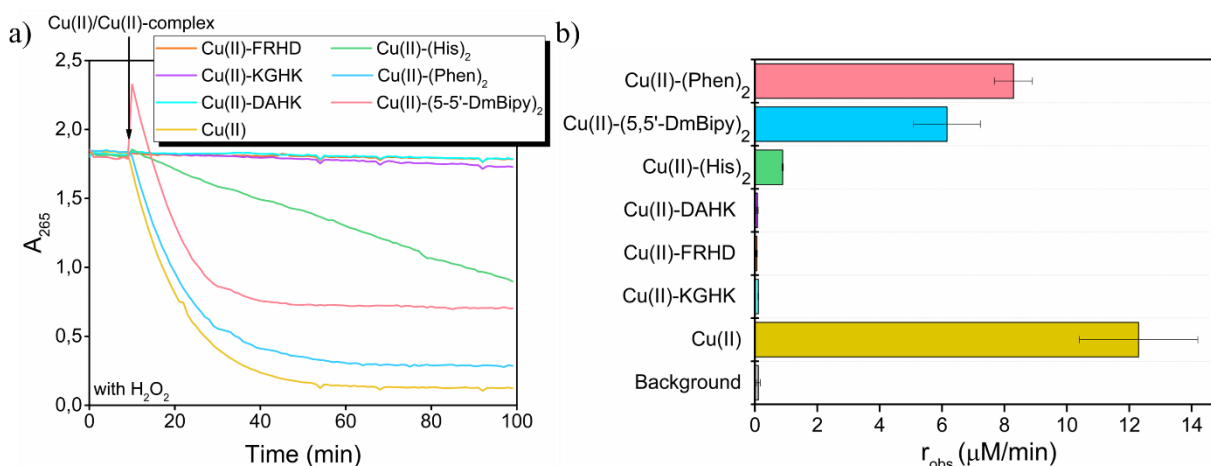 a)
Cu(II)/Cu(II)-complex
Cu(II)-FRHD
Cu(II)-(His)2
Cu(II)-KGHK
Cu(II)-(Phen)2
Cu(II)-DAHK
Cu(II)-(5-5'-DmBipy)2
Cu(II)
2,5
2,0
1,5
1,0
0,5
0,0
A265
with H2O2
0
20
40
60
80
100
Time (min)
b)
Cu(II)-(Phen)2
Cu(II)-(5,5'-DmBipy)2
Cu(II)-(His)2
Cu(II)-DAHK
Cu(II)-FRHD
Cu(II)-KGHK
Cu(II)
Background
0
2
4
6
8
10
12
14
robs (μM/min)